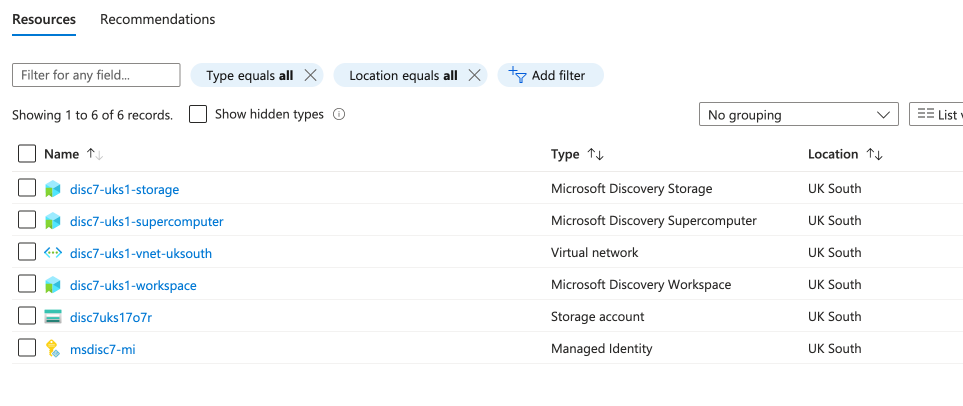 Resources Recommendations
Filter for any field... Type equals all Location equals all Add filter
Showing 1 to 6 of 6 records. Show hidden types No grouping List v
Name Type Location
disc7-uks1-storage Microsoft Discovery Storage UK South
disc7-uks1-supercomputer Microsoft Discovery Supercomputer UK South
disc7-uks1-vnet-uksouth Virtual network UK South
disc7-uks1-workspace Microsoft Discovery Workspace UK South
disc7uks17o7r Storage account UK South
msdisc7-mi Managed Identity UK South